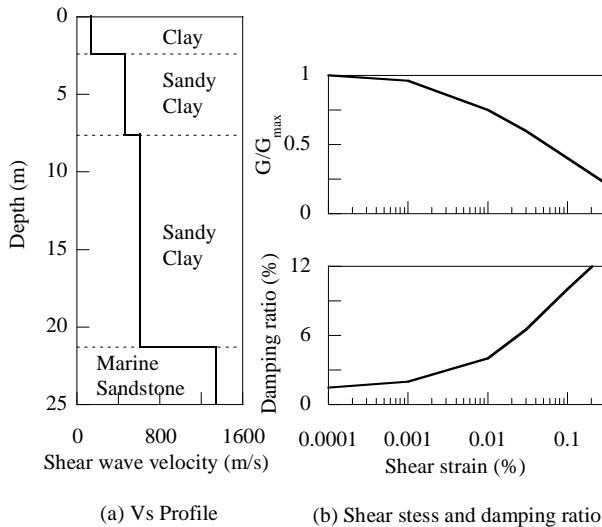 0
5
10
15
20
25
Depth (m)
Clay
Sandy
Clay
Sandy
Clay
Marine
Sandstone
0 800 1600
Shear wave velocity (m/s)
(a) Vs Profile
1
0.5
0
G/Gmax
12
6
0
Damping ratio (%)
0.0001 0.001 0.01 0.1
Shear strain (%)
(b) Shear stess and damping ratio